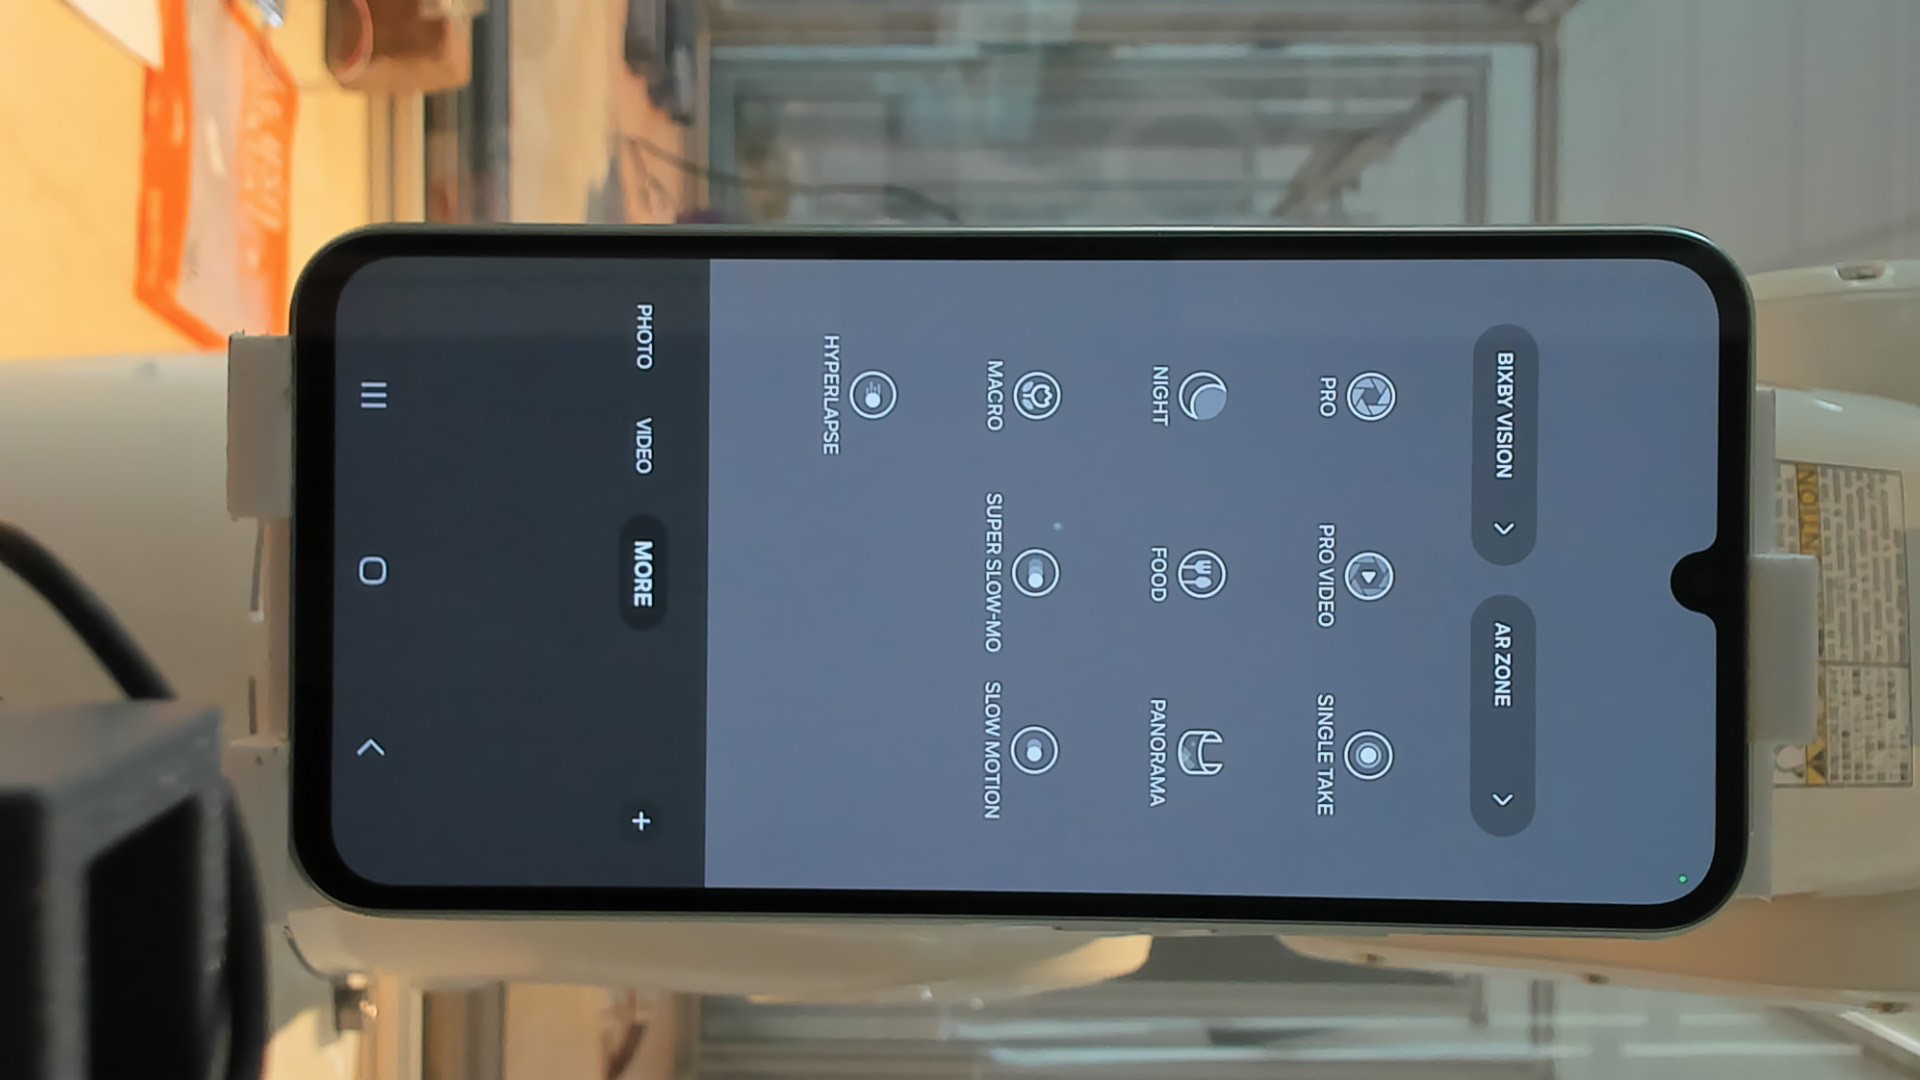 BIXBY VISION
AR ZONE
PRO
PRO VIDEO
SINGLE TAKE
NIGHT
FOOD
PANORAMA
MACRO
SUPER SLOW-MO
SLOW MOTION
HYPERLAPSE
PHOTO VIDEO MORE +